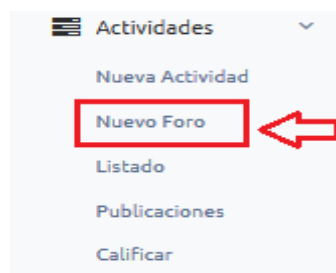 Actividades
Nueva Actividad
Nuevo Foro
Listado
Publicaciones
Calificar